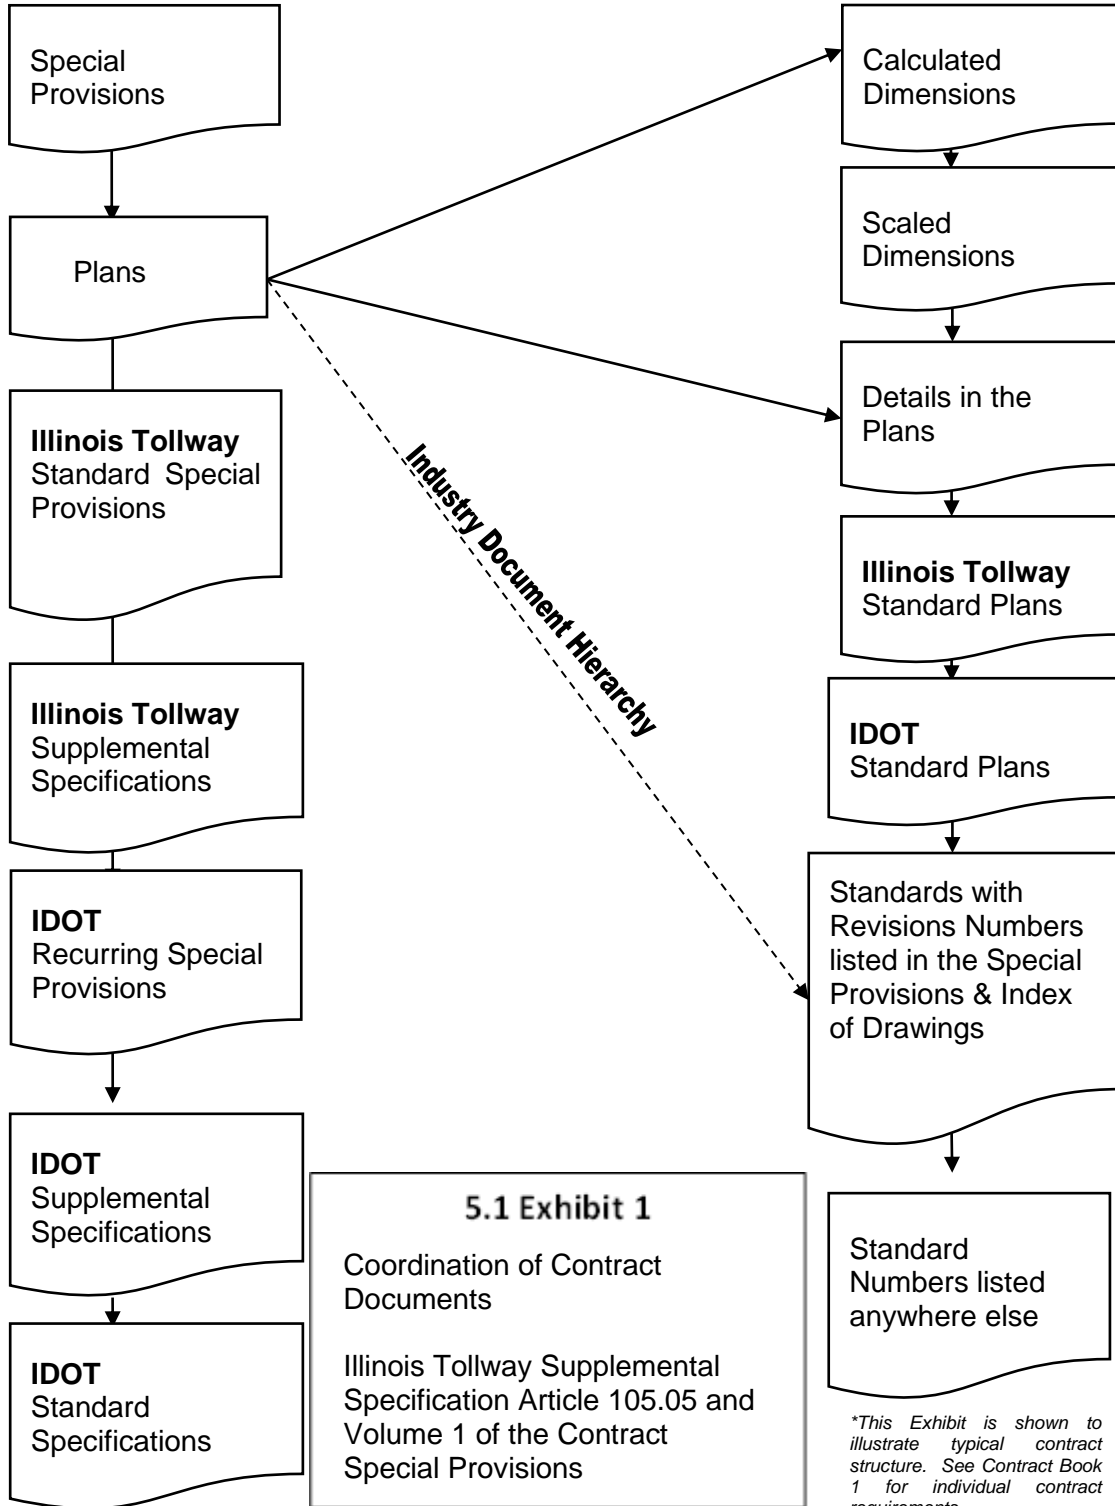 Special
Provisions
Plans
Illinois Tollway
Standard Special
Provisions
Illinois Tollway
Supplemental
Specifications
IDOT
Recurring Special
Provisions
IDOT
Supplemental
Specifications
IDOT
Standard
Specifications
Industry Document Hierarchy
Calculated
Dimensions
Scaled
Dimensions
Details in the
Plans
Illinois Tollway
Standard Plans
IDOT
Standard Plans
Standards with
Revisions Numbers
listed in the Special
Provisions & Index
of Drawings
Standard
Numbers listed
anywhere else
5.1 Exhibit 1
Coordination of Contract
Documents
Illinois Tollway Supplemental
Specification Article 105.05 and
Volume 1 of the Contract
Special Provisions
*This Exhibit is shown to
illustrate typical contract
structure. See Contract Book
1 for individual contract
requirements